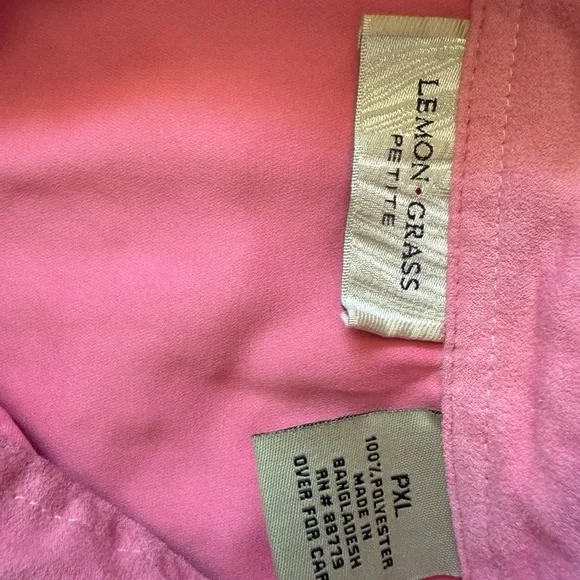 LEMON·GRASS
PETITE
PXL
100% POLYESTER
MADE IN
BANGLADESH
RN # 88779
OVER FOR CAR